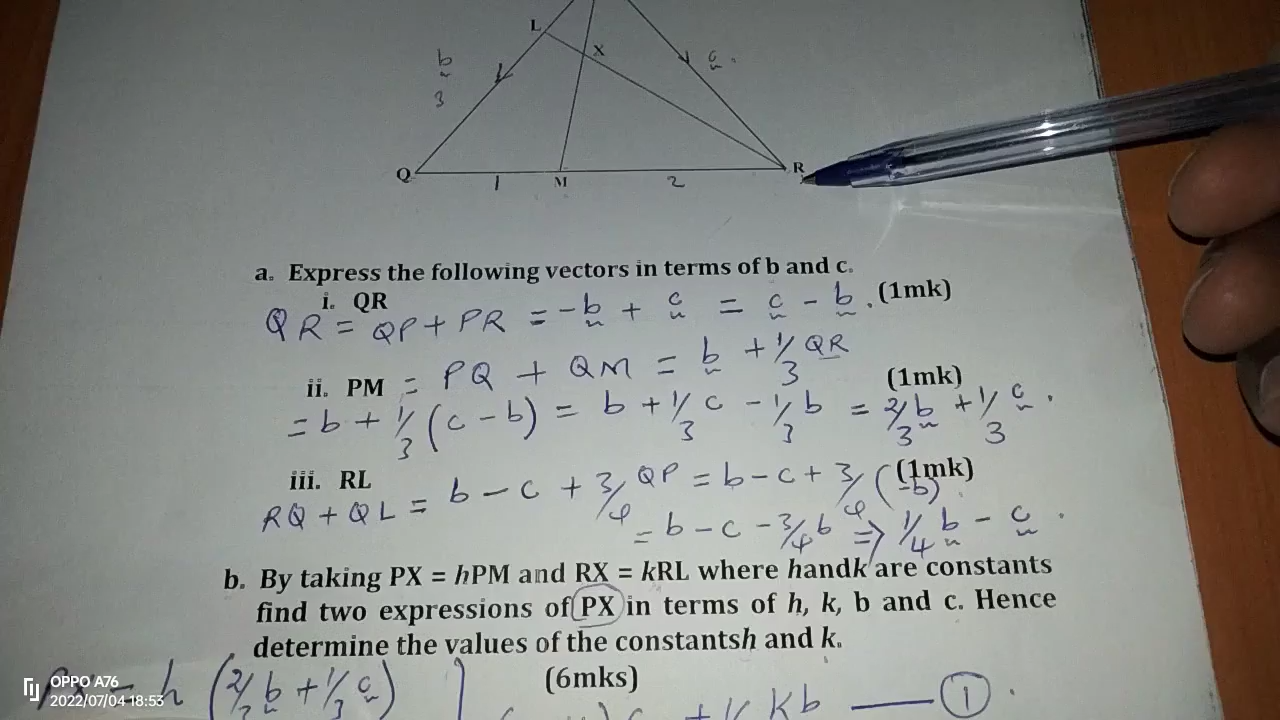 L
X
b
c.
3
Q
1
M
2
R
a. Express the following vectors in terms of b and c.
i. QR (1mk)
QR = QP + PR = -b + c = c - b.
ii. PM = PQ + QM = b + 1/3 QR
(1mk)
= b + 1/3 (c - b) = b + 1/3 c - 1/3 b = 2/3 b + 1/3 c.
iii. RL (1mk)
RQ + QL = b - c + 3/4 QP = b - c + 3/4 (-b)
= b - c - 3/4 b => 1/4 b - c.
b. By taking PX = hPM and RX = kRL where handk are constants
find two expressions of PX in terms of h, k, b and c. Hence
determine the values of the constantsh and k.
(6mks)
PX = h (2/3 b + 1/3 c)
kb — 1.
OPPO A76
2022/07/04 18:53